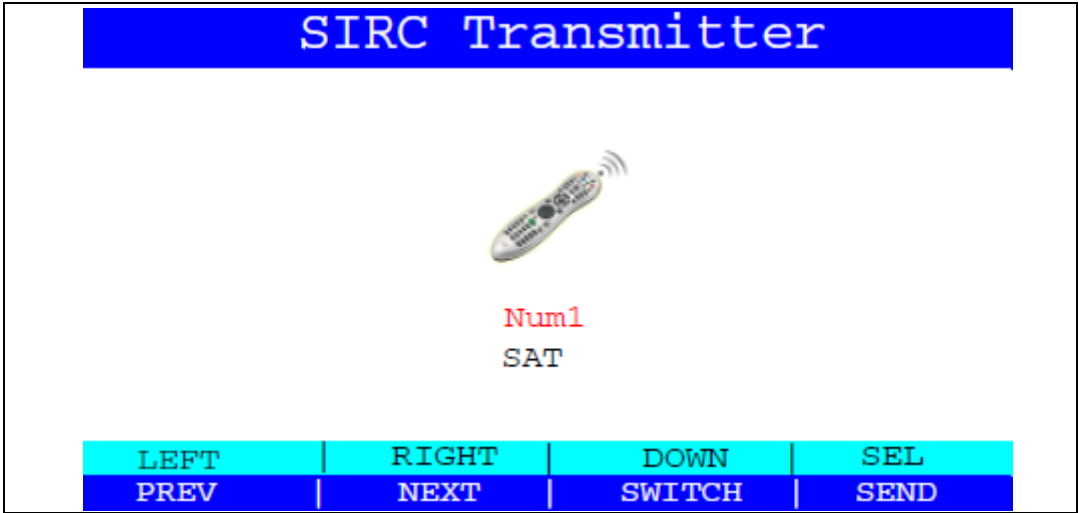 SIRC Transmitter
Num1
SAT
LEFT | RIGHT | DOWN | SEL
PREV | NEXT | SWITCH | SEND